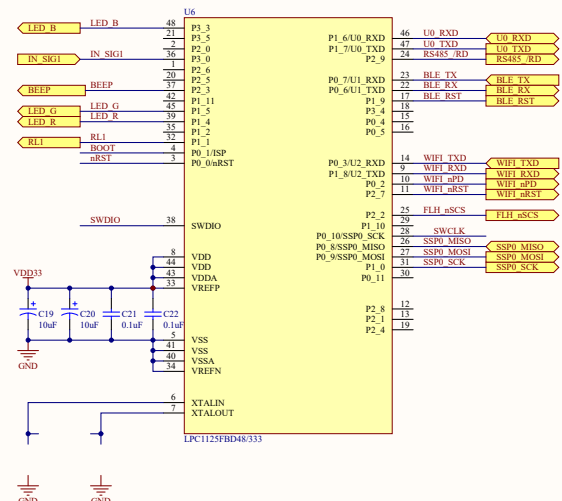 U6
LED_B LED_B 48 P3_3
21 P3_5
2 P2_0
IN_SIG1 IN_SIG1 36 P3_0
1 P2_6
20 P2_5
BEEP BEEP 37 P2_3
42 P1_11
LED_G LED_G 45 P1_5
LED_R LED_R 39 P1_4
35 P1_2
RL1 RL1 32 P1_1
BOOT 4 P0_1/ISP
nRST 3 P0_0/nRST
SWDIO 38 SWDIO
8 VDD
44 VDD
43 VDDA
VDD33 33 VREFP
C19 10uF
C20 10uF
C21 0.1uF
C22 0.1uF
5 VSS
41 VSS
40 VSSA
34 VREFN
GND
6 XTALIN
7 XTALOUT
LPC1125FBD48/333
GND GND
P1_6/U0_RXD 46 U0_RXD U0_RXD
P1_7/U0_TXD 47 U0_TXD U0_TXD
P2_9 24 RS485_/RD RS485_/RD
P0_7/U1_RXD 23 BLE_TX BLE_TX
P0_6/U1_TXD 22 BLE_RX BLE_RX
P1_9 17 BLE_RST BLE_RST
P3_4 18
P0_4 15
P0_5 16
P0_3/U2_RXD 14 WIFI_TXD WIFI_TXD
P1_8/U2_TXD 9 WIFI_RXD WIFI_RXD
P0_2 10 WIFI_nPD WIFI_nPD
P2_7 11 WIFI_nRST WIFI_nRST
P2_2 25 FLH_nSCS FLH_nSCS
P1_10 29
P0_10/SSP0_SCK 28 SWCLK
P0_8/SSP0_MISO 26 SSP0_MISO SSP0_MISO
P0_9/SSP0_MOSI 27 SSP0_MOSI SSP0_MOSI
P1_0 31 SSP0_SCK SSP0_SCK
P0_11 30
P2_8 12
P2_1 13
P2_4 19